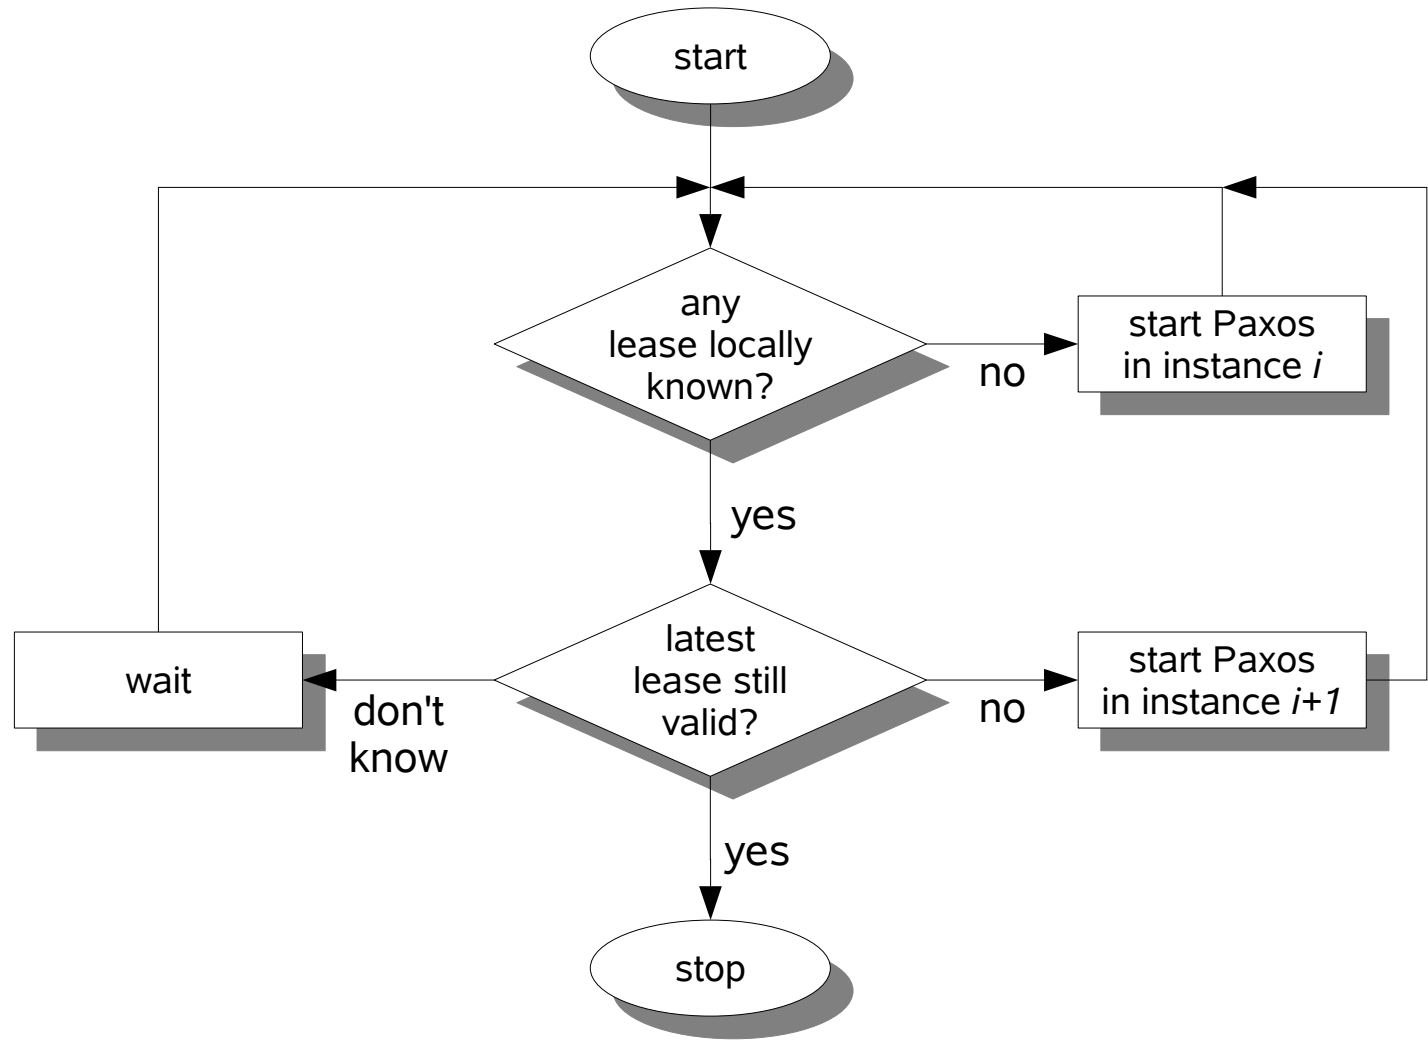 start
any
lease locally
known?
no
start Paxos
in instance i
yes
latest
lease still
valid?
wait
don't
know
no
start Paxos
in instance i+1
yes
stop